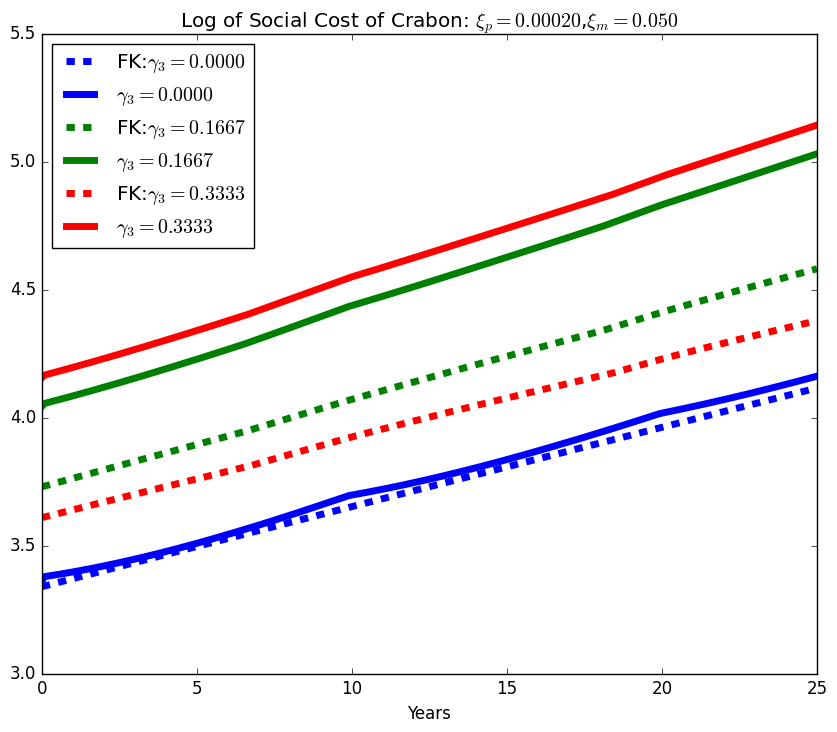 Log of Social Cost of Crabon: ξp = 0.00020,ξm = 0.050
5.5
5.0
4.5
4.0
3.5
3.0
FK:γ3 = 0.0000
γ3 = 0.0000
FK:γ3 = 0.1667
γ3 = 0.1667
FK:γ3 = 0.3333
γ3 = 0.3333
0 5 10 15 20 25
Years